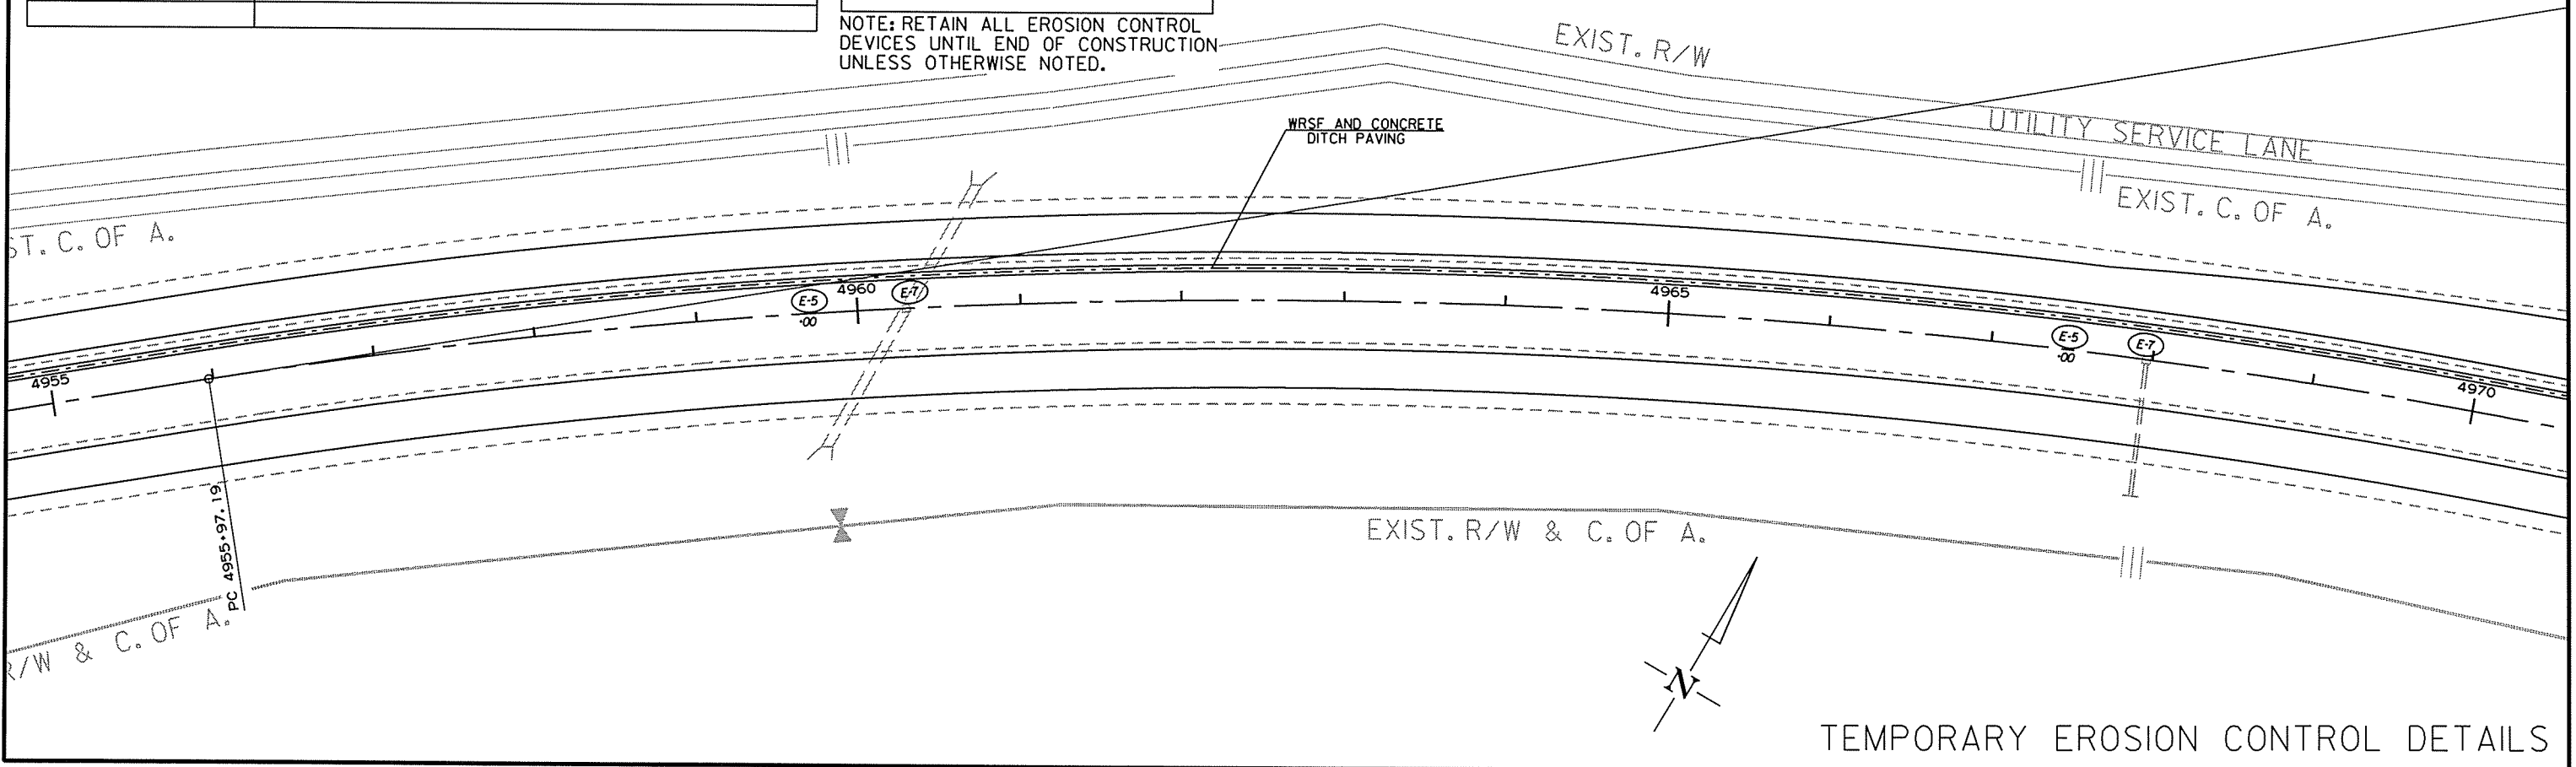 NOTE: RETAIN ALL EROSION CONTROL
DEVICES UNTIL END OF CONSTRUCTION
UNLESS OTHERWISE NOTED.
EXIST. R/W
WRSF AND CONCRETE
DITCH PAVING
UTILITY SERVICE LANE
EXIST. C. OF A.
ST. C. OF A.
4955
E-5
•00
4960
E-7
4965
E-5
•00
E-7
4970
PC 4955+97.19
EXIST. R/W & C. OF A.
R/W & C. OF A.
N
TEMPORARY EROSION CONTROL DETAILS